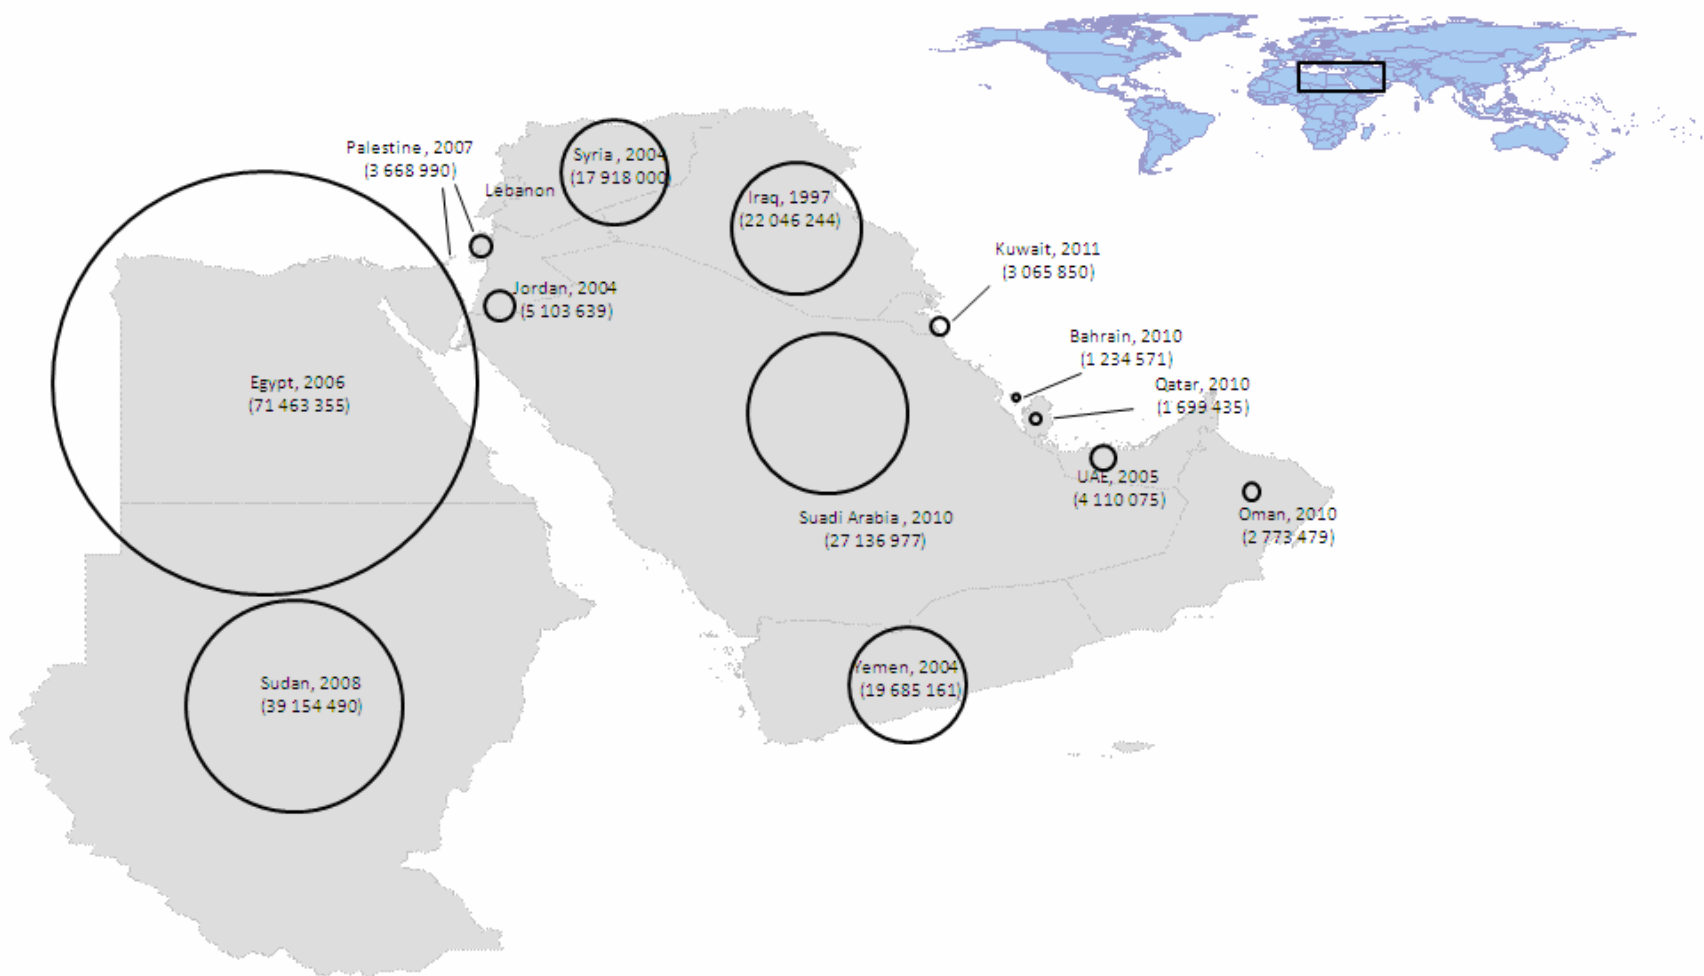 Palestine, 2007
(3 668 990)
Syria, 2004
(17 918 000)
Lebanon
Iraq, 1997
(22 046 244)
Kuwait, 2011
(3 065 850)
Jordan, 2004
(5 103 639)
Bahrain, 2010
(1 234 571)
Qatar, 2010
(1 699 435)
Egypt, 2006
(71 463 355)
UAE, 2005
(4 110 075)
Suadi Arabia, 2010
(27 136 977)
Oman, 2010
(2 773 479)
Sudan, 2008
(39 154 490)
Yemen, 2004
(19 685 161)